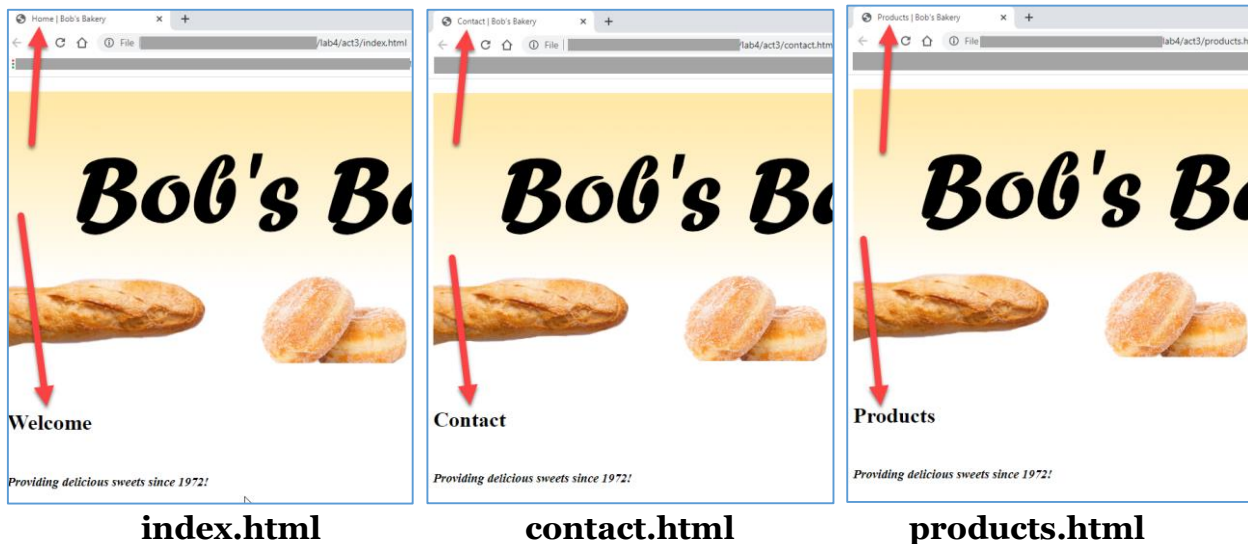 Home | Bob's Bakery
File /lab4/act3/index.html
Bob's Ba
Welcome
Providing delicious sweets since 1972!
index.html
Contact | Bob's Bakery
File /lab4/act3/contact.htm
Bob's Ba
Contact
Providing delicious sweets since 1972!
contact.html
Products | Bob's Bakery
File lab4/act3/products.h
Bob's B
Products
Providing delicious sweets since 1972!
products.html